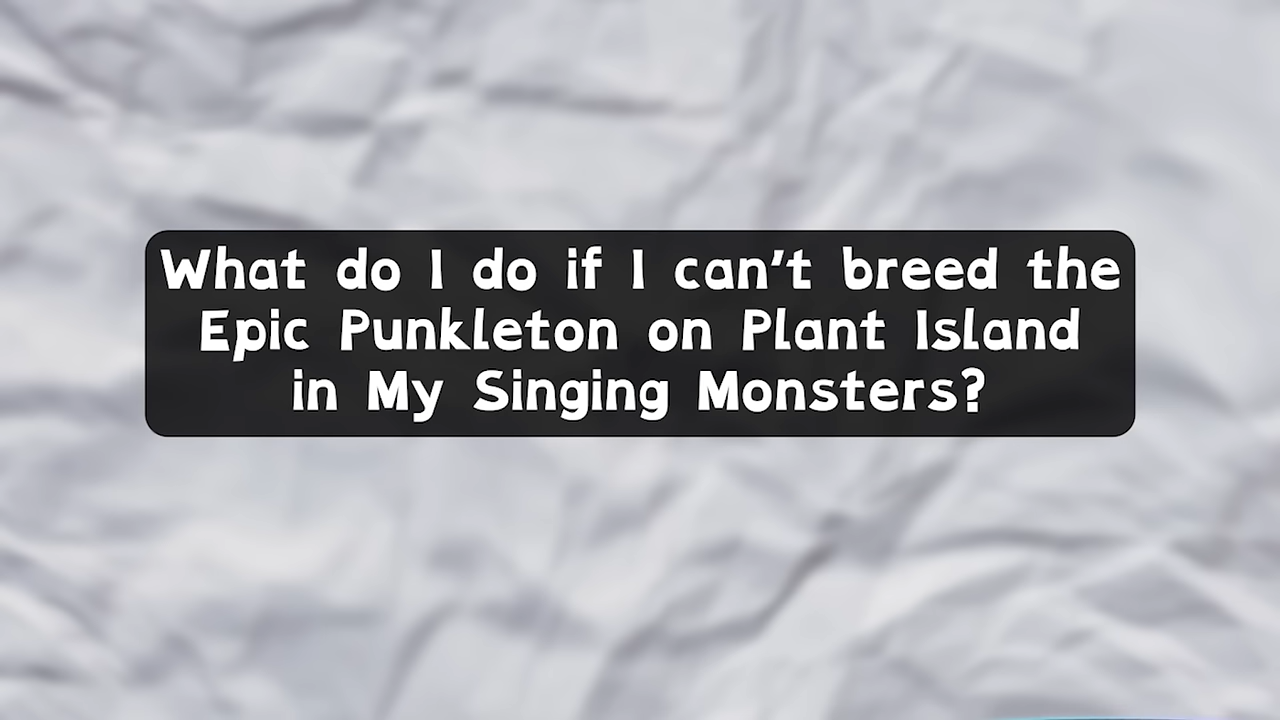 What do I do if I can't breed the
Epic Punkleton on Plant Island
in My Singing Monsters?